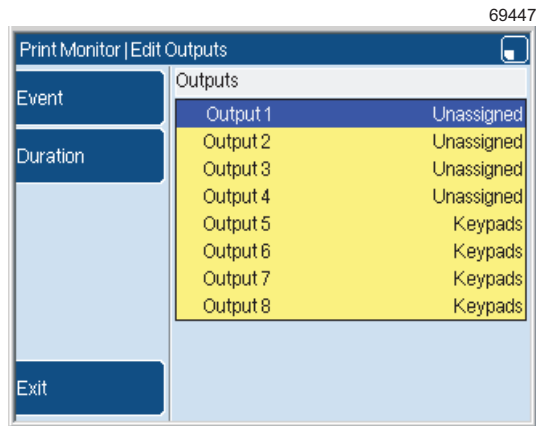 69447
Print Monitor | Edit Outputs
Event
Duration
Exit
Outputs
Output 1 Unassigned
Output 2 Unassigned
Output 3 Unassigned
Output 4 Unassigned
Output 5 Keypads
Output 6 Keypads
Output 7 Keypads
Output 8 Keypads